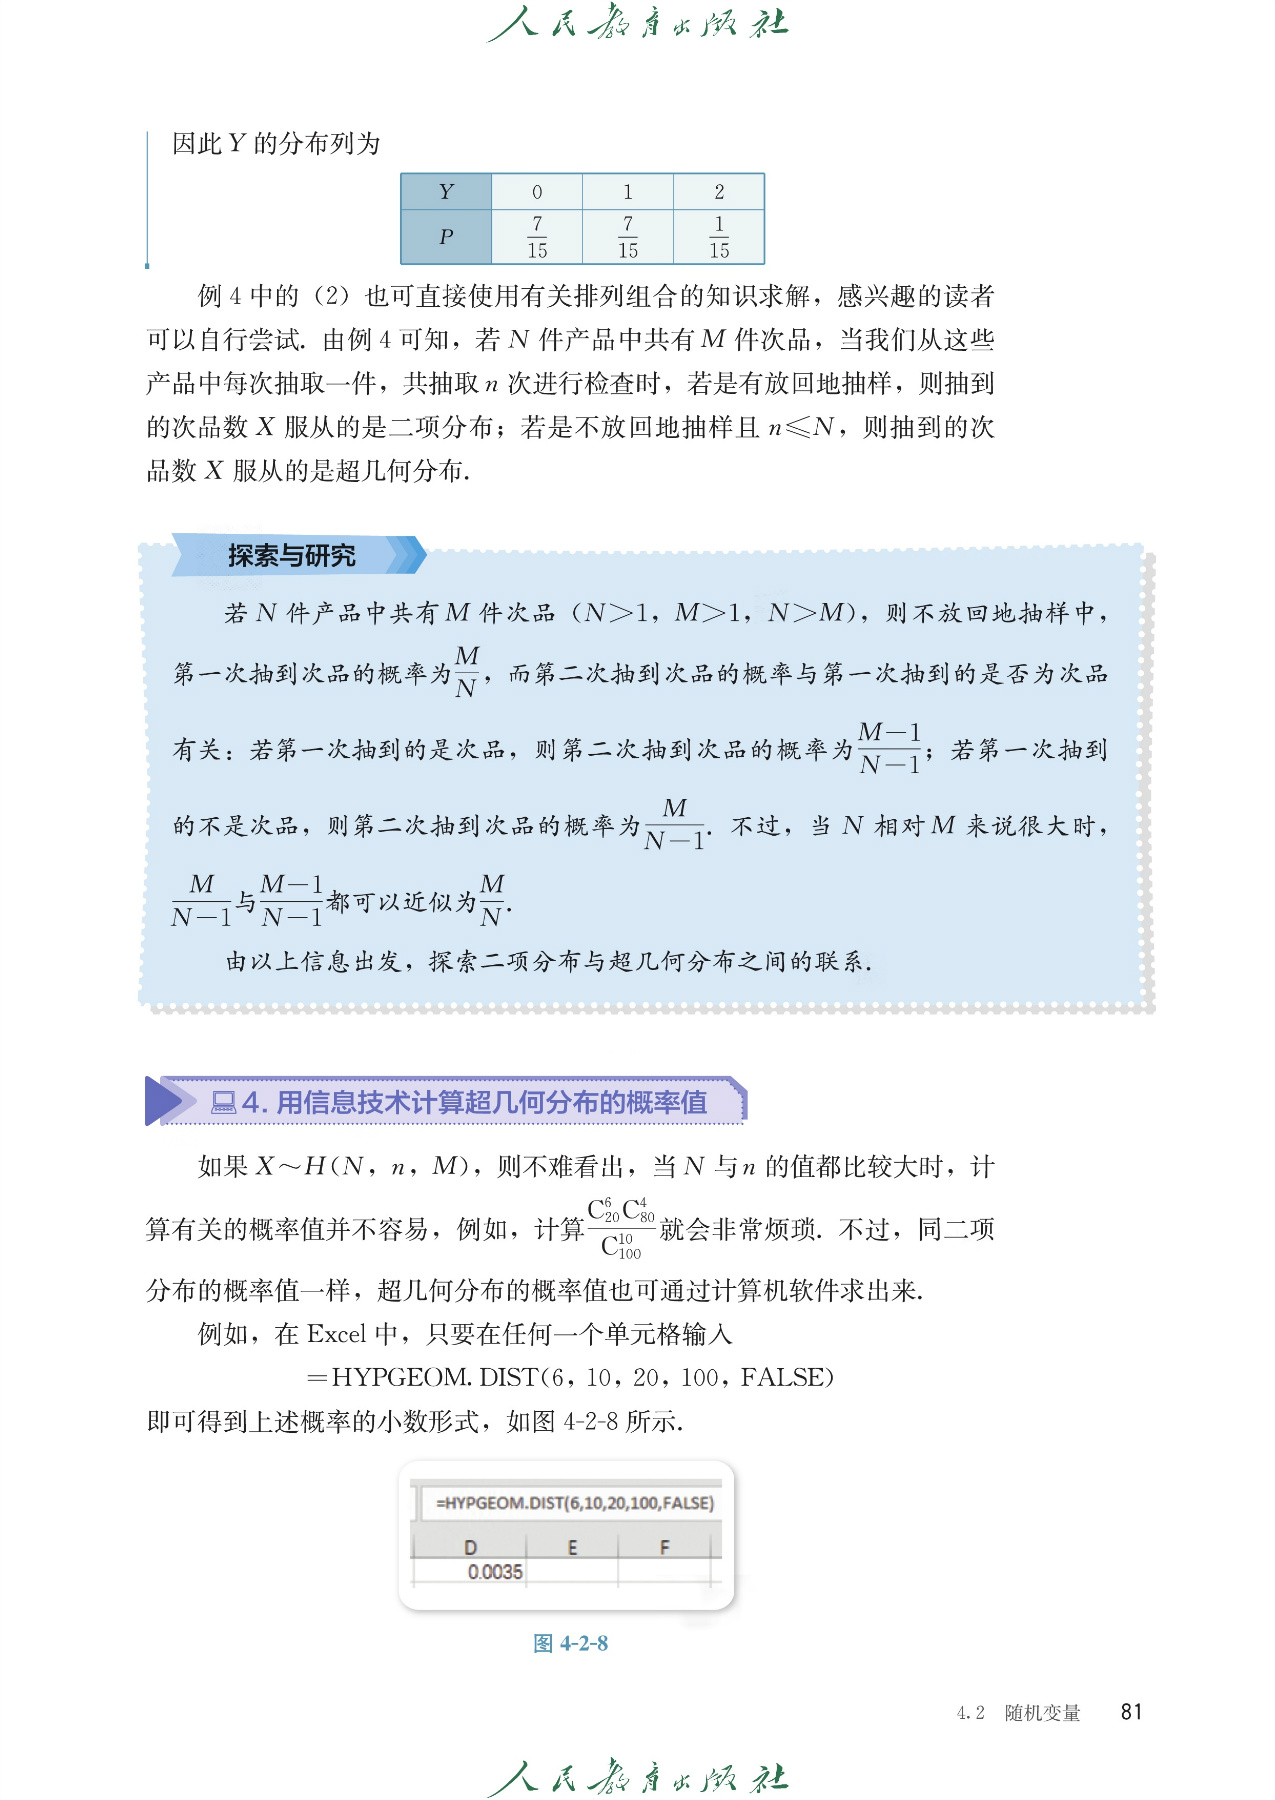 人民教育出版社
因此 Y 的分布列为
Y 0 1 2
P 7/15 7/15 1/15
例 4 中的（2）也可直接使用有关排列组合的知识求解，感兴趣的读者
可以自行尝试. 由例 4 可知，若 N 件产品中共有 M 件次品，当我们从这些
产品中每次抽取一件，共抽取 n 次进行检查时，若是有放回地抽样，则抽到
的次品数 X 服从的是二项分布；若是不放回地抽样且 n≤N，则抽到的次
品数 X 服从的是超几何分布.
探索与研究
若 N 件产品中共有 M 件次品（N>1，M>1，N>M），则不放回地抽样中，
第一次抽到次品的概率为 M/N，而第二次抽到次品的概率与第一次抽到的是否为次品
有关：若第一次抽到的是次品，则第二次抽到次品的概率为 (M-1)/(N-1)；若第一次抽到
的不是次品，则第二次抽到次品的概率为 M/(N-1). 不过，当 N 相对 M 来说很大时，
M/(N-1) 与 (M-1)/(N-1) 都可以近似为 M/N.
由以上信息出发，探索二项分布与超几何分布之间的联系.
4. 用信息技术计算超几何分布的概率值
如果 X～H(N，n，M)，则不难看出，当 N 与 n 的值都比较大时，计
算有关的概率值并不容易，例如，计算 C_20^6 C_80^4 / C_100^10 就会非常烦琐. 不过，同二项
分布的概率值一样，超几何分布的概率值也可通过计算机软件求出来.
例如，在 Excel 中，只要在任何一个单元格输入
=HYPGEOM. DIST(6，10，20，100，FALSE)
即可得到上述概率的小数形式，如图 4-2-8 所示.
=HYPGEOM.DIST(6,10,20,100,FALSE)
D E F
0.0035
图 4-2-8
4.2 随机变量 81
人民教育出版社